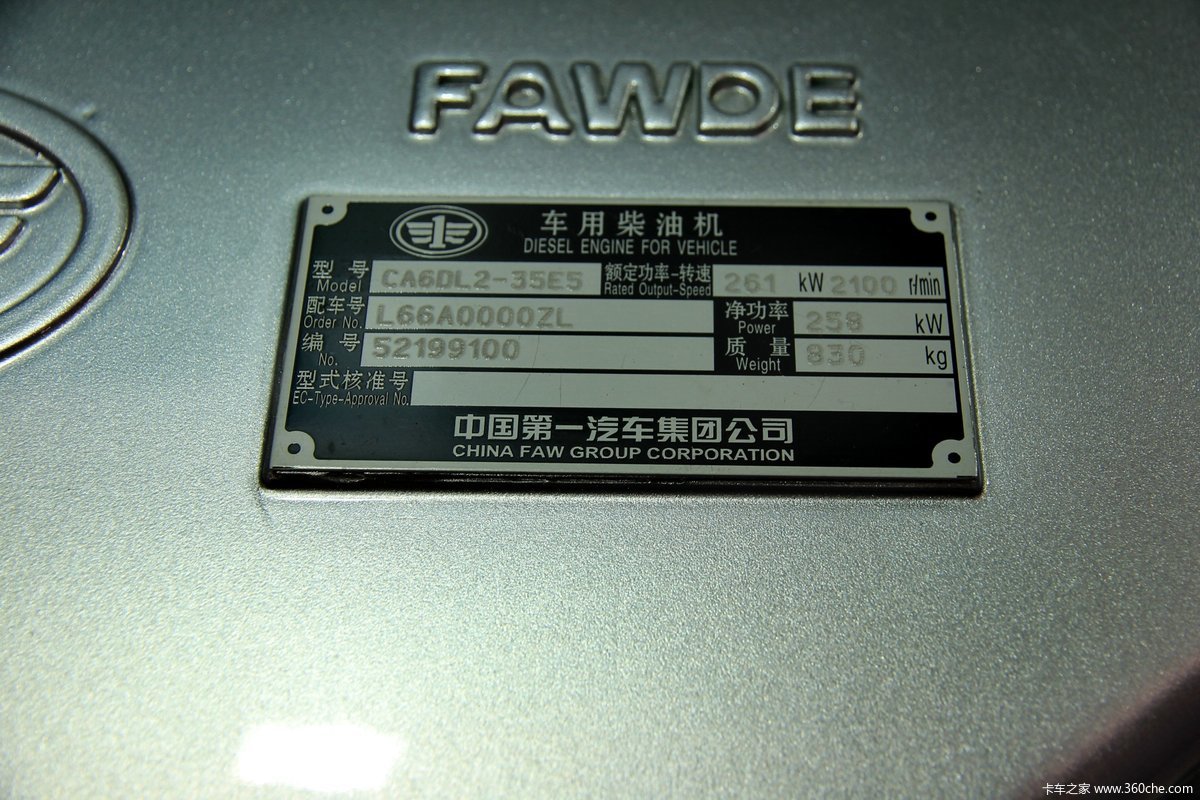 FAWDE
车用柴油机
DIESEL ENGINE FOR VEHICLE
型号 CA6DL2-35E5 额定功率-转速 261 kW 2100 r/min
Model Rated Output-Speed
配车号 L66A0000ZL 净功率 258 kW
Order No. Power
编号 52199100 质量 830 kg
No. Weight
型式核准号
EC-Type-Approval No.
中国第一汽车集团公司
CHINA FAW GROUP CORPORATION
卡车之家 www.360che.com